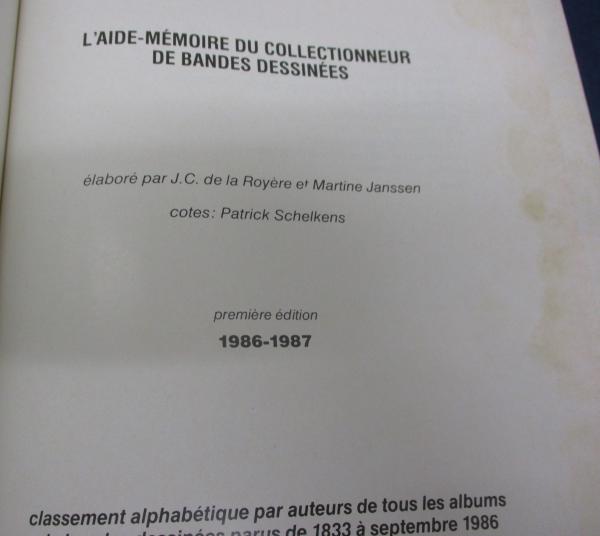 L'AIDE-MÉMOIRE DU COLLECTIONNEUR
DE BANDES DESSINÉES
élaboré par J.C. de la Royère et Martine Janssen
cotes: Patrick Schelkens
première édition
1986-1987
classement alphabétique par auteurs de tous les albums
dessinées parus de 1833 à septembre 1986